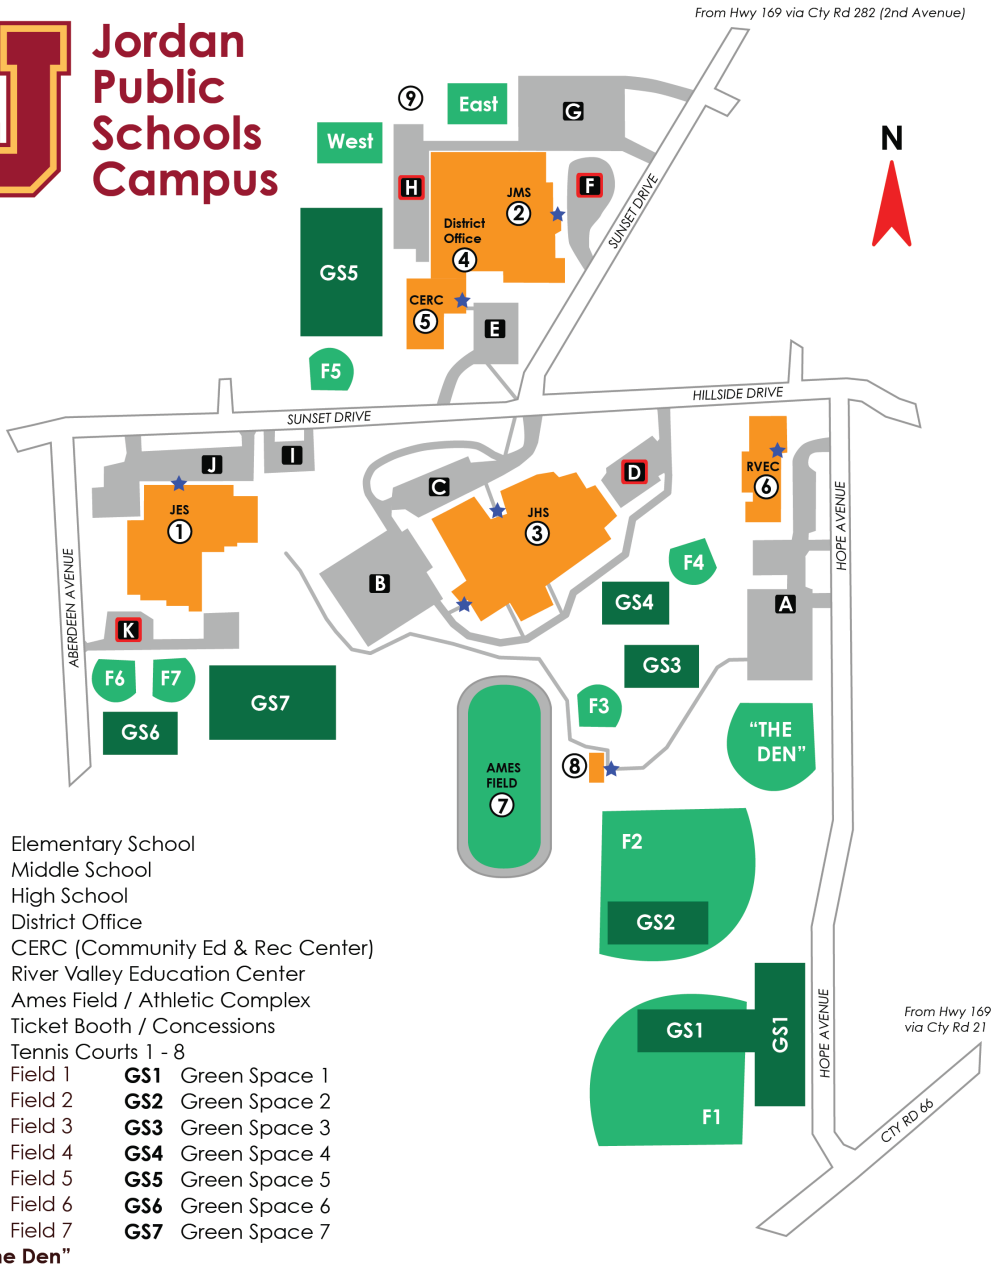 From Hwy 169 via Cty Rd 282 (2nd Avenue)
J
Jordan
Public
Schools
Campus
9
East
G
West
N
H
JMS
2
F
SUNSET DRIVE
District
Office
4
GS5
CERC
5
E
F5
HILLSIDE DRIVE
SUNSET DRIVE
I
J
C
D
RVEC
6
JES
1
JHS
3
HOPE AVENUE
ABERDEEN AVENUE
B
F4
GS4
A
K
GS3
F6
F7
GS7
GS6
F3
"THE
DEN"
8
AMES
FIELD
7
F2
GS2
GS1
GS1
F1
HOPE AVENUE
From Hwy 169
via Cty Rd 21
CTY RD 66
Elementary School
Middle School
High School
District Office
CERC (Community Ed & Rec Center)
River Valley Education Center
Ames Field / Athletic Complex
Ticket Booth / Concessions
Tennis Courts 1 - 8
Field 1 GS1 Green Space 1
Field 2 GS2 Green Space 2
Field 3 GS3 Green Space 3
Field 4 GS4 Green Space 4
Field 5 GS5 Green Space 5
Field 6 GS6 Green Space 6
Field 7 GS7 Green Space 7
Den"